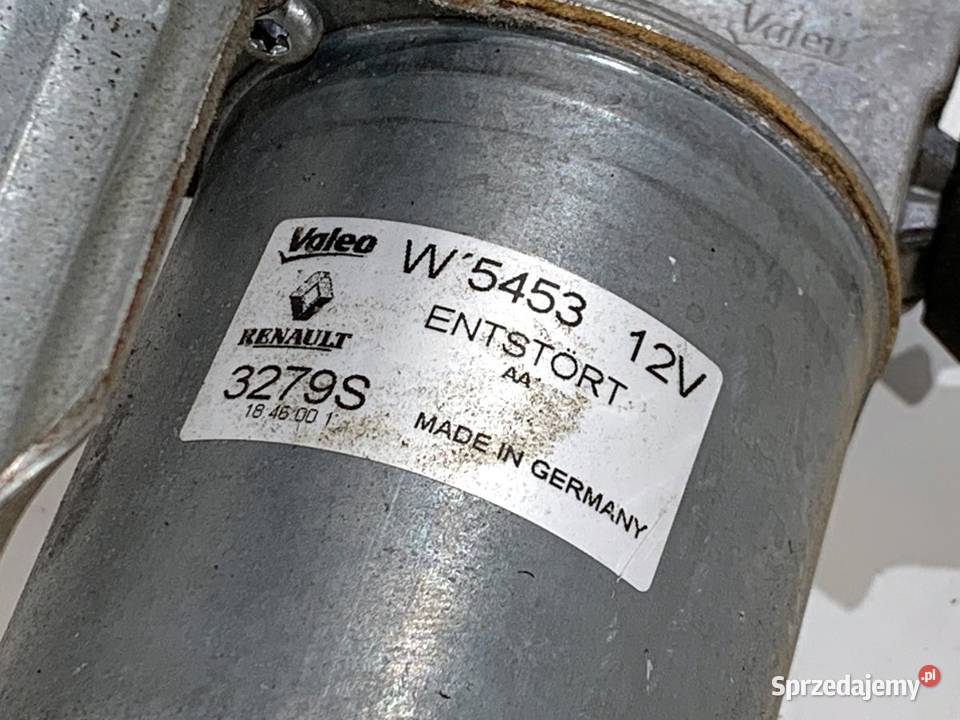 Valeo
Valeo W´5453 12V
RENAULT
ENTSTÖRT
AA
3279S
18 46 00 1
MADE IN GERMANY
Sprzedajemy.pl